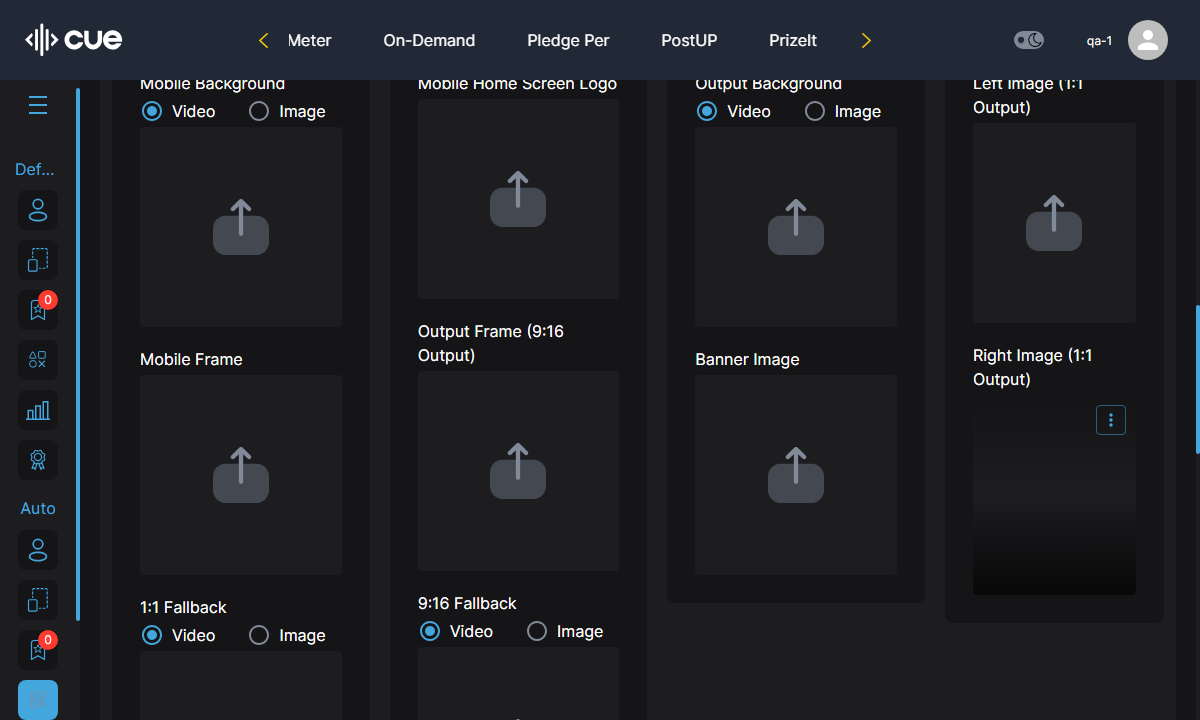 cue
Meter
On-Demand
Pledge Per
PostUP
PrizeIt
qa-1
Def...
0
Auto
0
Mobile Background
Video
Image
Mobile Frame
1:1 Fallback
Video
Image
Mobile Home Screen Logo
Output Frame (9:16
Output)
9:16 Fallback
Video
Image
Output Background
Video
Image
Banner Image
Left Image (1:1
Output)
Right Image (1:1
Output)